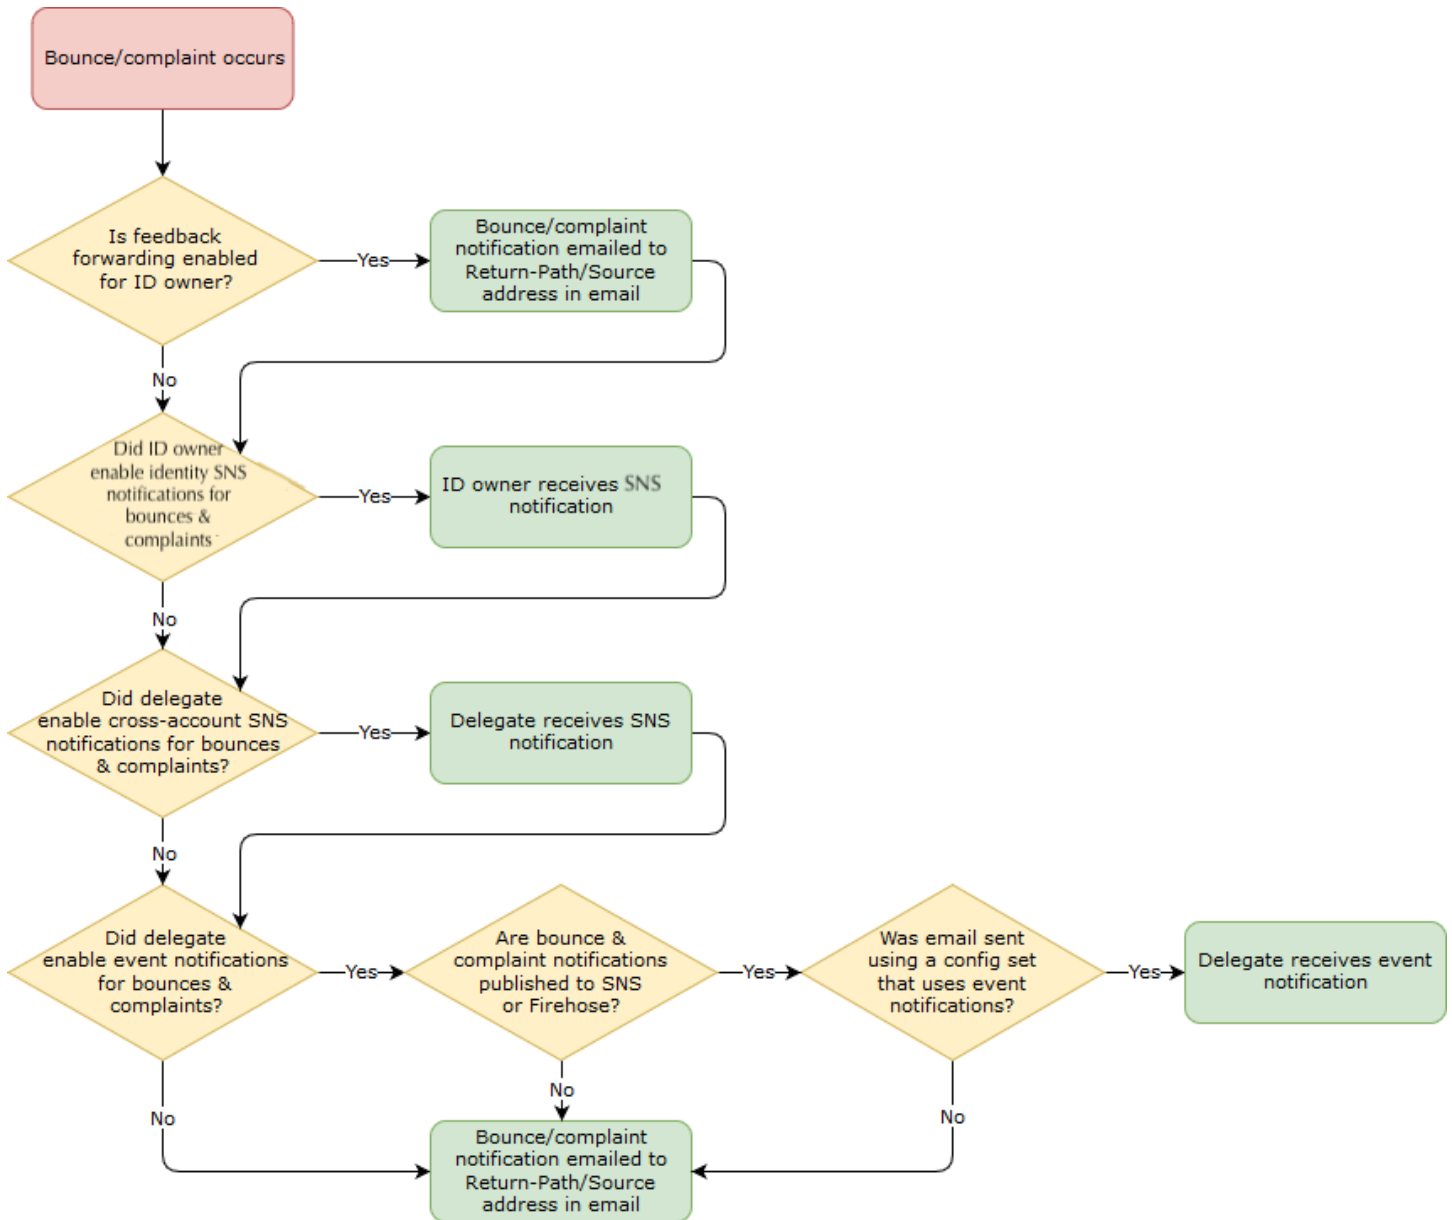 Bounce/complaint occurs
Is feedback
forwarding enabled
for ID owner?
Yes
Bounce/complaint
notification emailed to
Return-Path/Source
address in email
No
Did ID owner
enable identity SNS
notifications for
bounces &
complaints
Yes
ID owner receives SNS
notification
No
Did delegate
enable cross-account SNS
notifications for bounces
& complaints?
Yes
Delegate receives SNS
notification
No
Did delegate
enable event notifications
for bounces &
complaints?
Yes
Are bounce &
complaint notifications
published to SNS
or Firehose?
Yes
Was email sent
using a config set
that uses event
notifications?
Yes
Delegate receives event
notification
No
No
No
Bounce/complaint
notification emailed to
Return-Path/Source
address in email